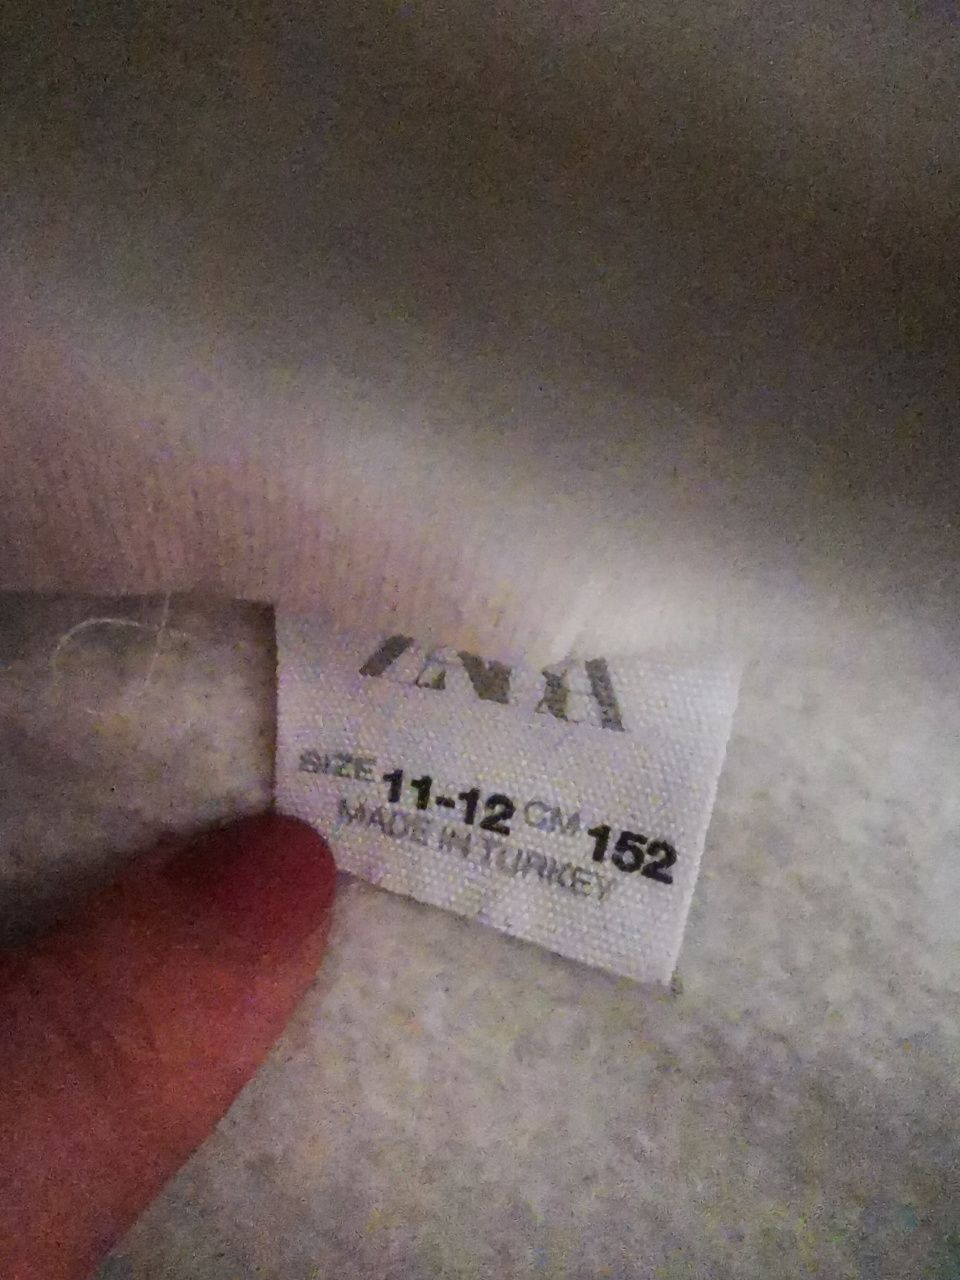 ZARA
SIZE 11-12 CM 152
MADE IN TURKEY